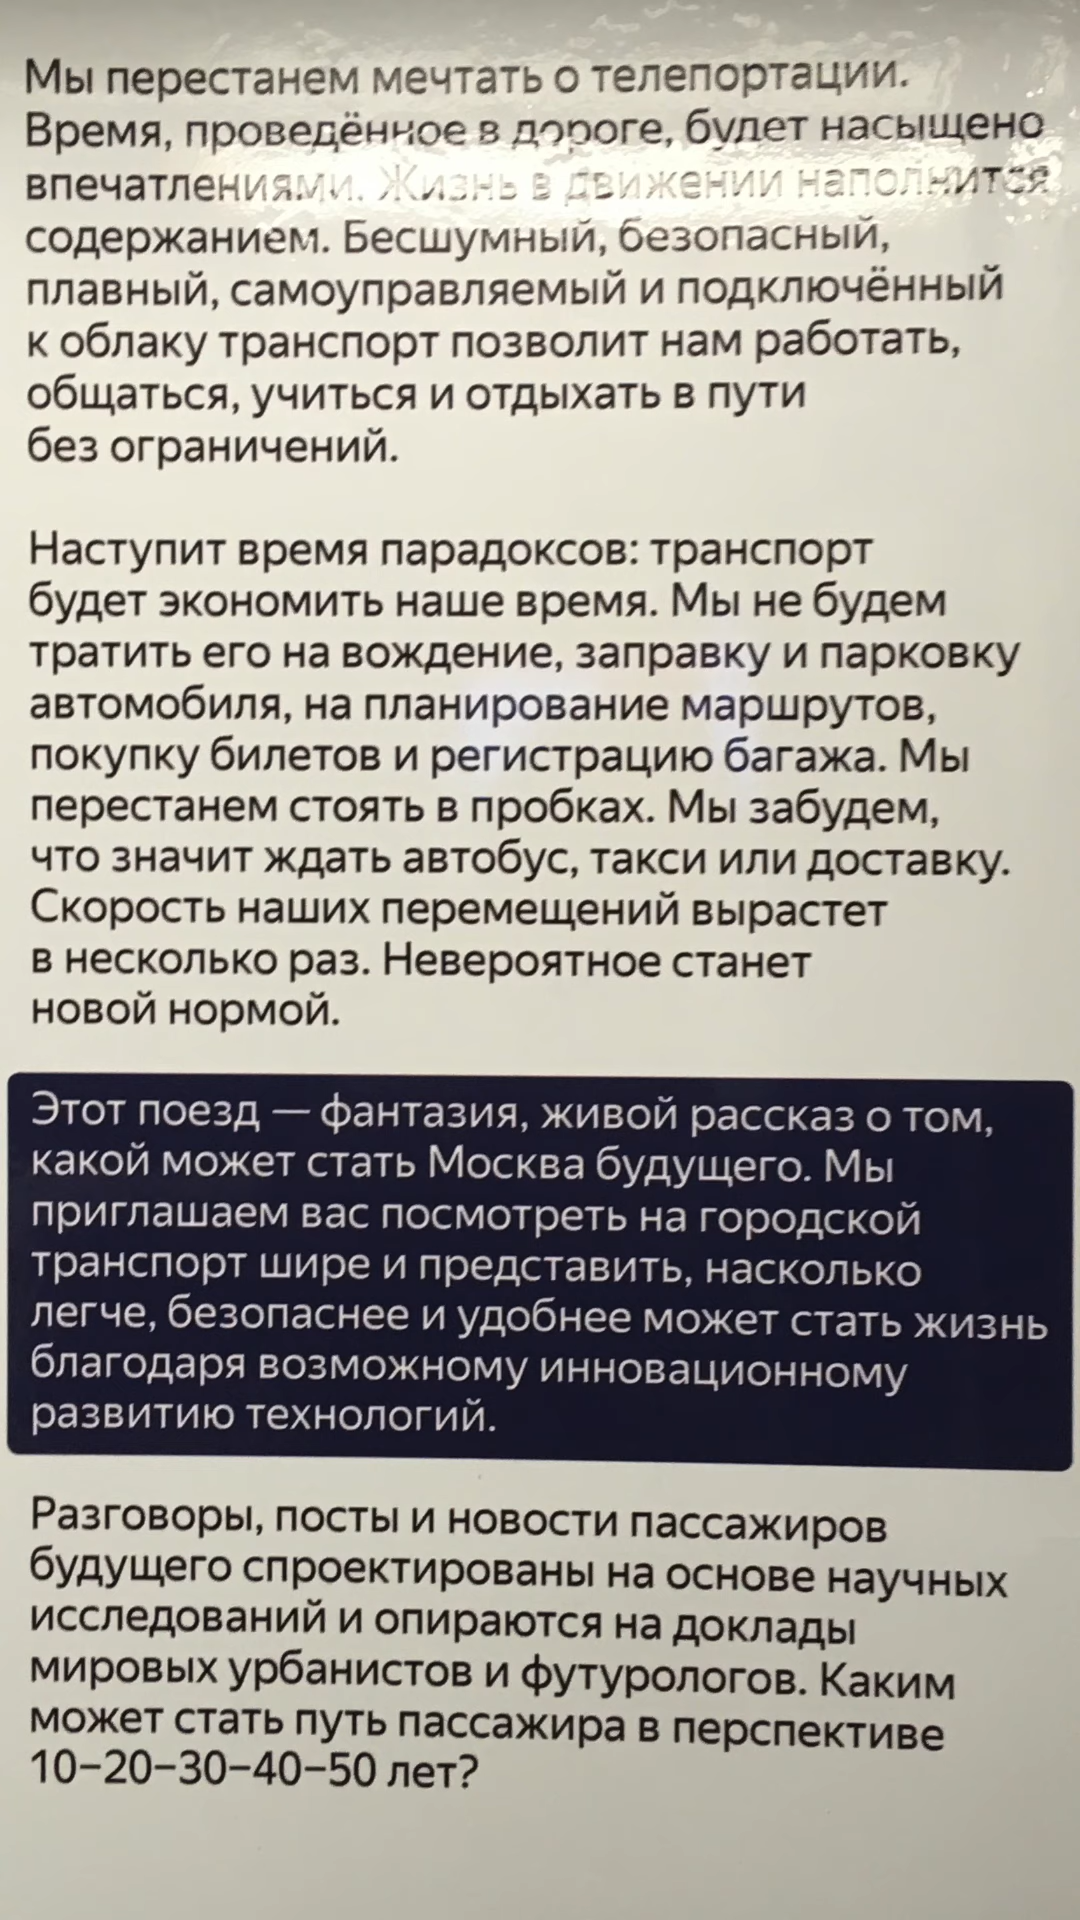 Мы перестанем мечтать о телепортации.
Время, проведённое в дороге, будет насыщено
впечатлениями. Жизнь в движении наполнится
содержанием. Бесшумный, безопасный,
плавный, самоуправляемый и подключённый
к облаку транспорт позволит нам работать,
общаться, учиться и отдыхать в пути
без ограничений.
Наступит время парадоксов: транспорт
будет экономить наше время. Мы не будем
тратить его на вождение, заправку и парковку
автомобиля, на планирование маршрутов,
покупку билетов и регистрацию багажа. Мы
перестанем стоять в пробках. Мы забудем,
что значит ждать автобус, такси или доставку.
Скорость наших перемещений вырастет
в несколько раз. Невероятное станет
новой нормой.
Этот поезд — фантазия, живой рассказ о том,
какой может стать Москва будущего. Мы
приглашаем вас посмотреть на городской
транспорт шире и представить, насколько
легче, безопаснее и удобнее может стать жизнь
благодаря возможному инновационному
развитию технологий.
Разговоры, посты и новости пассажиров
будущего спроектированы на основе научных
исследований и опираются на доклады
мировых урбанистов и футурологов. Каким
может стать путь пассажира в перспективе
10–20–30–40–50 лет?